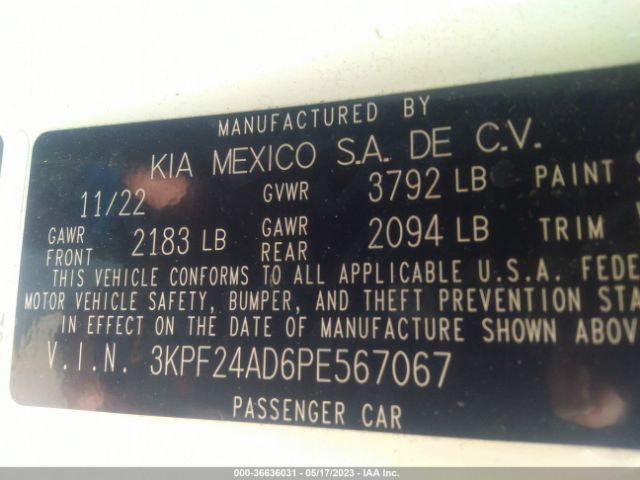 MANUFACTURED BY
KIA MEXICO S.A. DE C.V.
11/22 GVWR 3792 LB PAINT
GAWR FRONT 2183 LB GAWR REAR 2094 LB TRIM
THIS VEHICLE CONFORMS TO ALL APPLICABLE U.S.A. FEDE
MOTOR VEHICLE SAFETY, BUMPER, AND THEFT PREVENTION STA
IN EFFECT ON THE DATE OF MANUFACTURE SHOWN ABOV
V.I.N. 3KPF24AD6PE567067
PASSENGER CAR
000-36636031 - 05/17/2023 - IAA Inc.